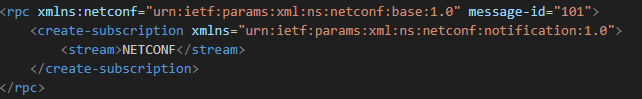 <rpc xmlns:netconf="urn:ietf:params:xml:ns:netconf:base:1.0" message-id="101">
    <create-subscription xmlns="urn:ietf:params:xml:ns:netconf:notification:1.0">
        <stream>NETCONF</stream>
    </create-subscription>
</rpc>